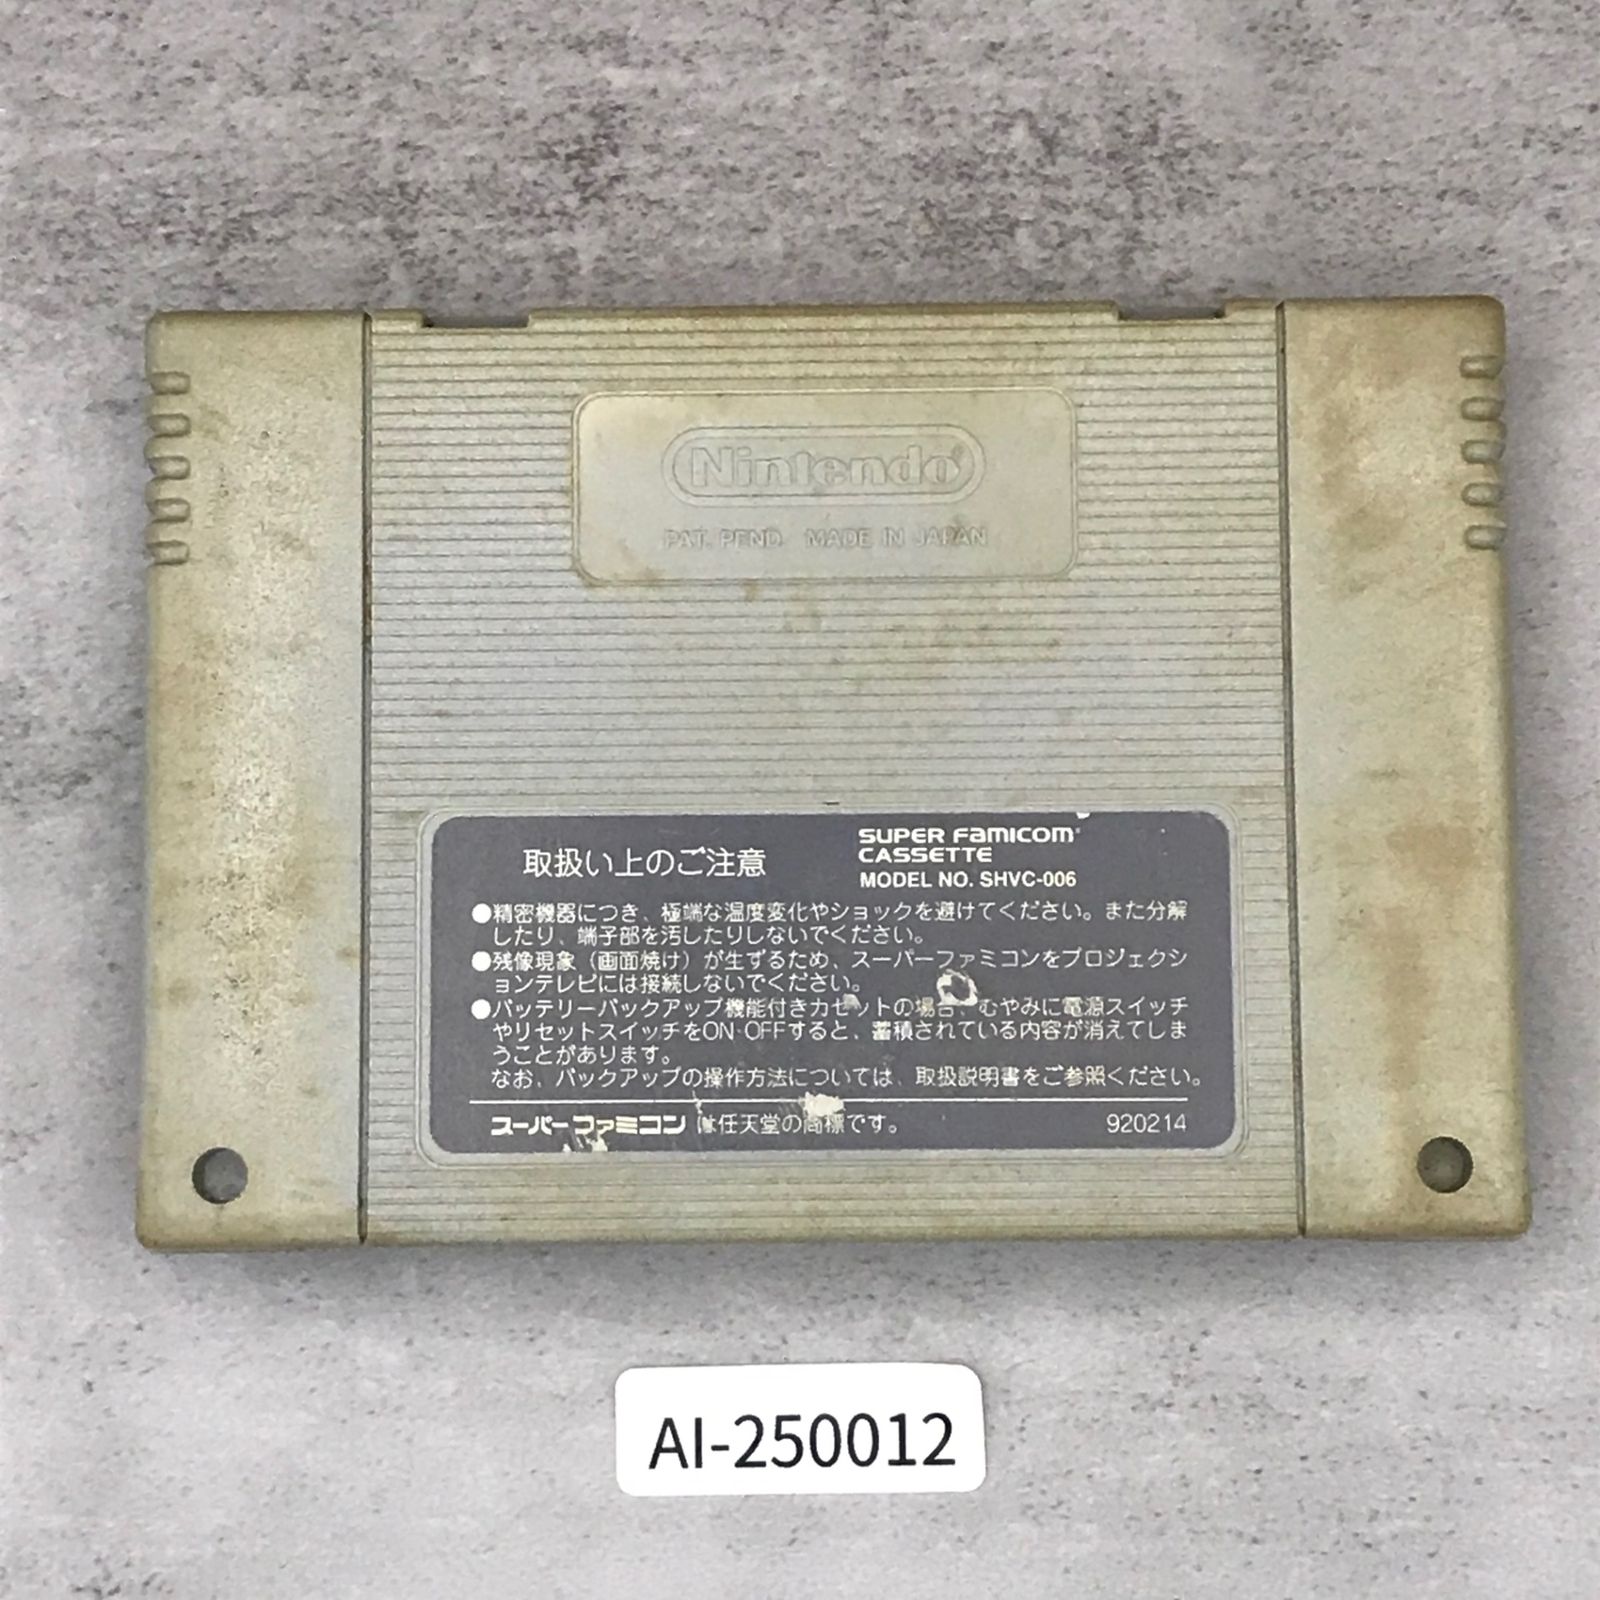 Nintendo®
PAT. PEND. MADE IN JAPAN
取扱い上のご注意
SUPER FAMICOM®
CASSETTE
MODEL NO. SHVC-006
●精密機器につき、極端な温度変化やショックを避けてください。また分解
したり、端子部を汚したりしないでください。
●残像現象（画面焼け）が生ずるため、スーパーファミコンをプロジェクシ
ョンテレビには接続しないでください。
●バッテリーバックアップ機能付きカセットの場合、むやみに電源スイッチ
やリセットスイッチをON・OFFすると、蓄積されている内容が消えてしま
うことがあります。
なお、バックアップの操作方法については、取扱説明書をご参照ください。
スーパーファミコン は任天堂の商標です。
920214
AI-250012